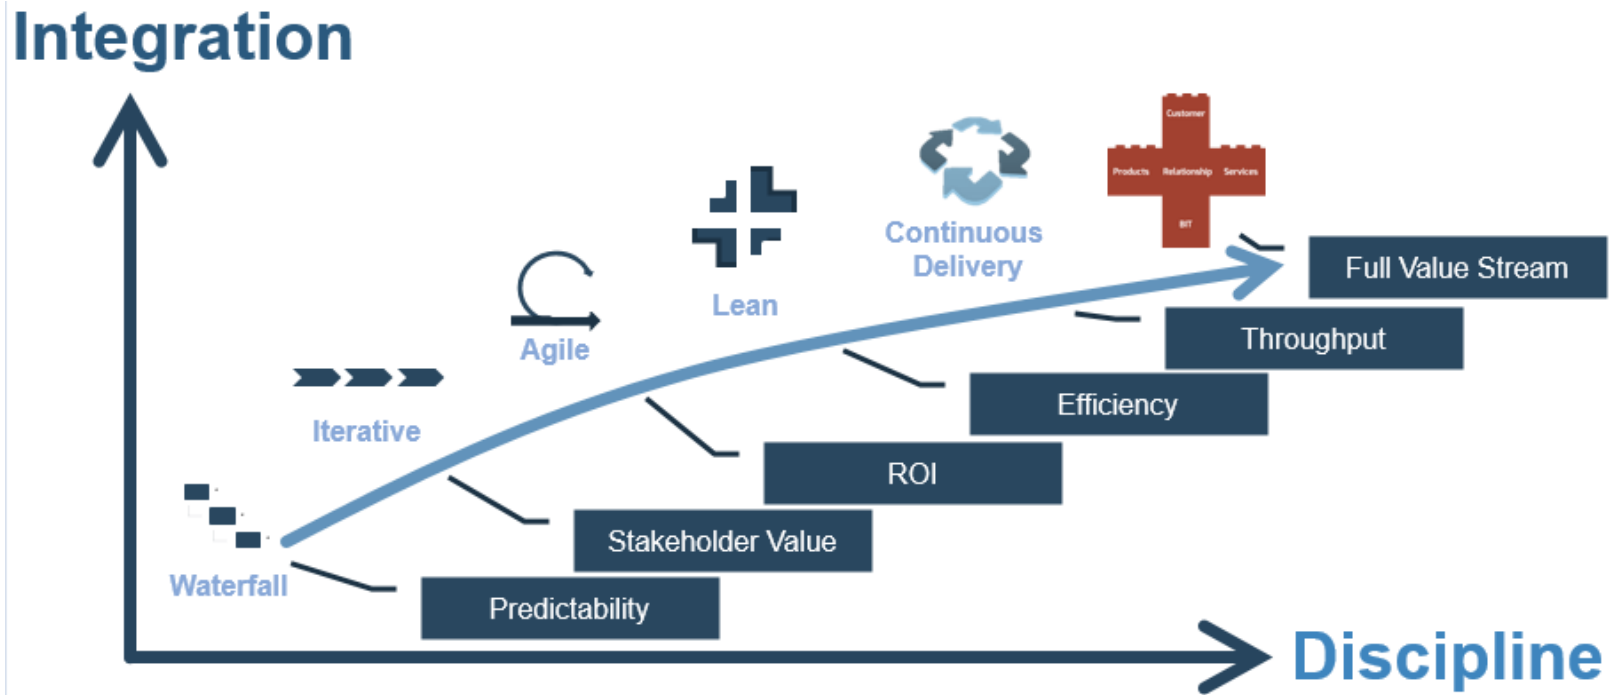 Integration
Customer
Products Relationship Services
BIT
Continuous
Delivery
Full Value Stream
Lean
Throughput
Agile
Efficiency
Iterative
ROI
Stakeholder Value
Waterfall
Predictability
Discipline